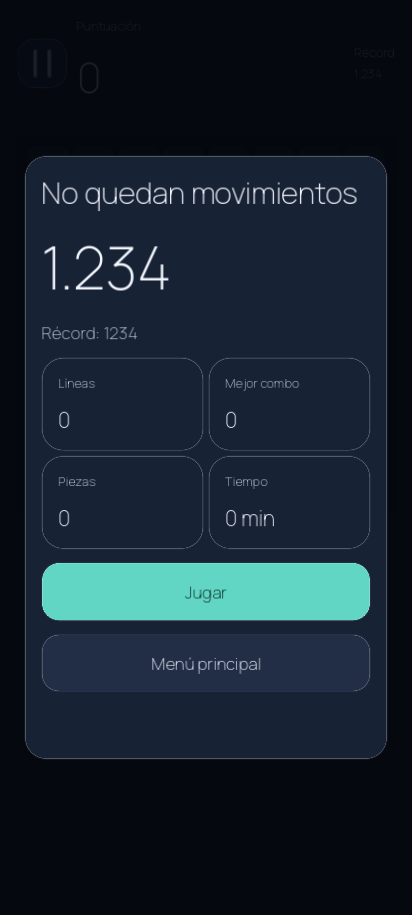 Puntuación
0
Récord
1.234
No quedan movimientos
1.234
Récord: 1234
Líneas
0
Mejor combo
0
Piezas
0
Tiempo
0 min
Jugar
Menú principal